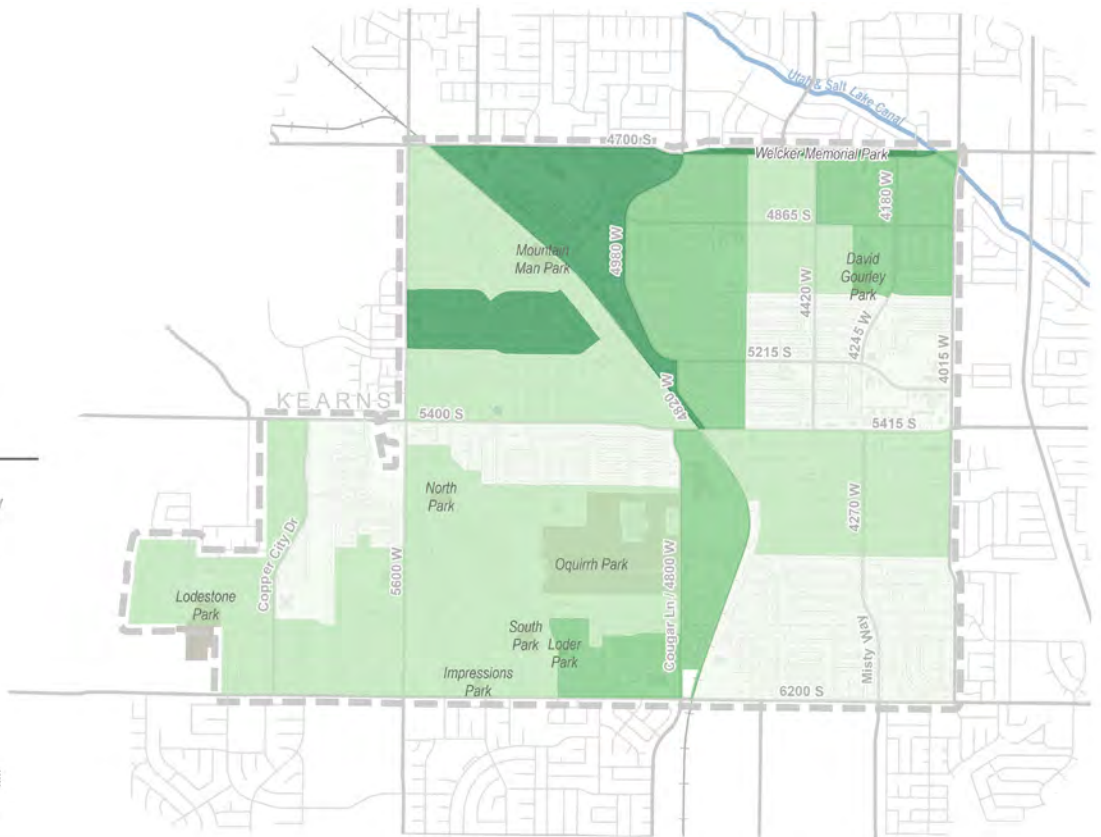 Utah & Salt Lake Canal
4700 S
Welcker Memorial Park
4180 W
4865 S
Mountain
Man Park
4980 W
David
Gourley
Park
4420 W
4245 W
4015 W
5215 S
4820 W
KEARNS
5400 S
5415 S
North
Park
4270 W
Copper City Dr
5600 W
Oquirrh Park
Cougar Ln / 4800 W
Lodestone
Park
South
Park
Loder
Park
Misty Way
Impressions
Park
6200 S